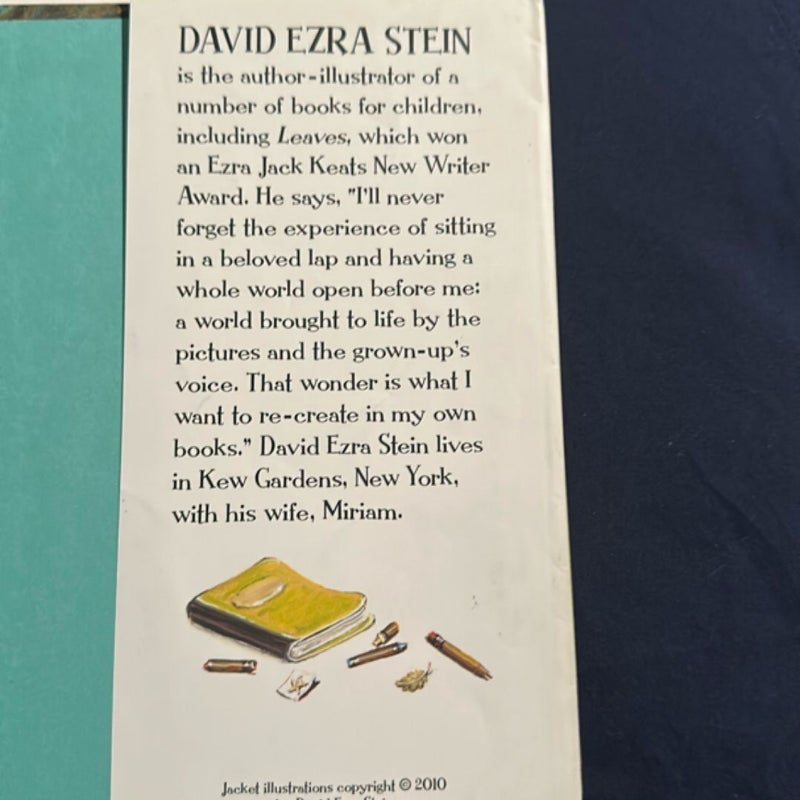 DAVID EZRA STEIN
is the author-illustrator of a
number of books for children,
including Leaves, which won
an Ezra Jack Keats New Writer
Award. He says, "I'll never
forget the experience of sitting
in a beloved lap and having a
whole world open before me:
a world brought to life by the
pictures and the grown-up's
voice. That wonder is what I
want to re-create in my own
books." David Ezra Stein lives
in Kew Gardens, New York,
with his wife, Miriam.
Jacket illustrations copyright © 2010
David Ezra Stein